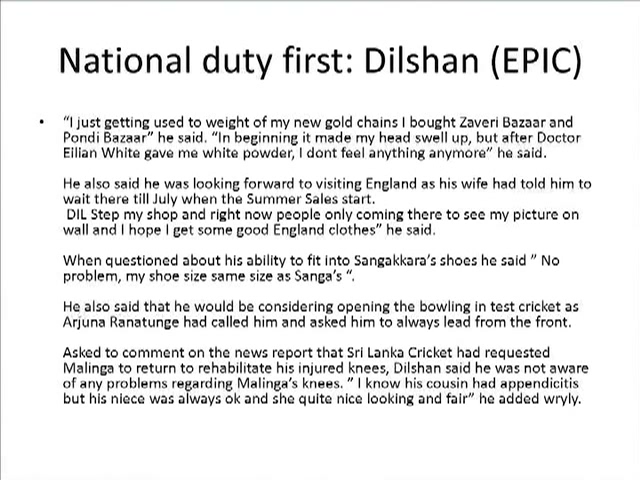 National duty first: Dilshan (EPIC)
• “I just getting used to weight of my new gold chains I bought Zaveri Bazaar and
Pondi Bazaar” he said. “In beginning it made my head swell up, but after Doctor
Eilian White gave me white powder, I dont feel anything anymore” he said.
He also said he was looking forward to visiting England as his wife had told him to
wait there till July when the Summer Sales start.
DIL Step my shop and right now people only coming there to see my picture on
wall and I hope I get some good England clothes” he said.
When questioned about his ability to fit into Sangakkara’s shoes he said ” No
problem, my shoe size same size as Sanga’s “.
He also said that he would be considering opening the bowling in test cricket as
Arjuna Ranatunge had called him and asked him to always lead from the front.
Asked to comment on the news report that Sri Lanka Cricket had requested
Malinga to return to rehabilitate his injured knees, Dilshan said he was not aware
of any problems regarding Malinga’s knees. ” I know his cousin had appendicitis
but his niece was always ok and she quite nice looking and fair” he added wryly.